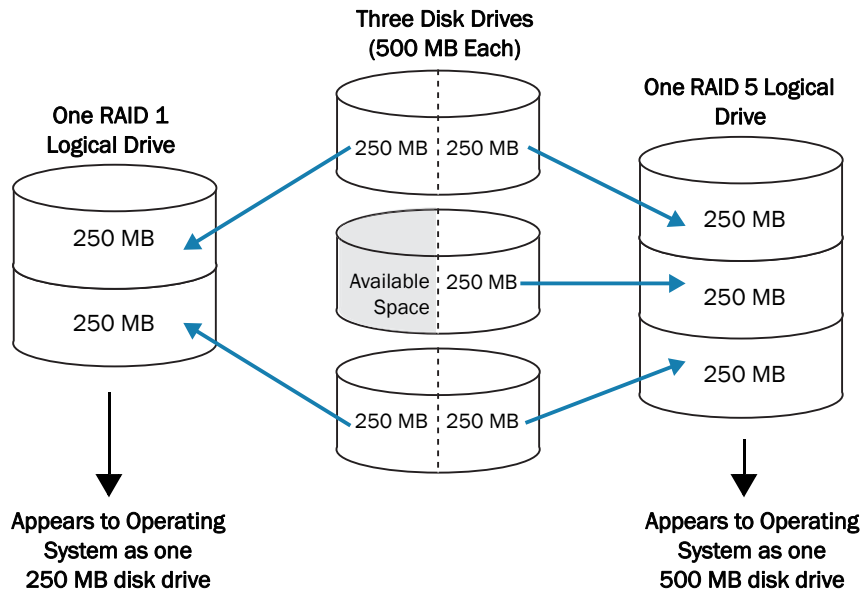 Three Disk Drives
(500 MB Each)
One RAID 1
Logical Drive
One RAID 5 Logical
Drive
250 MB
250 MB
250 MB
250 MB
Available
Space
250 MB
250 MB
250 MB
250 MB
250 MB
250 MB
Appears to Operating
System as one
250 MB disk drive
Appears to Operating
System as one
500 MB disk drive